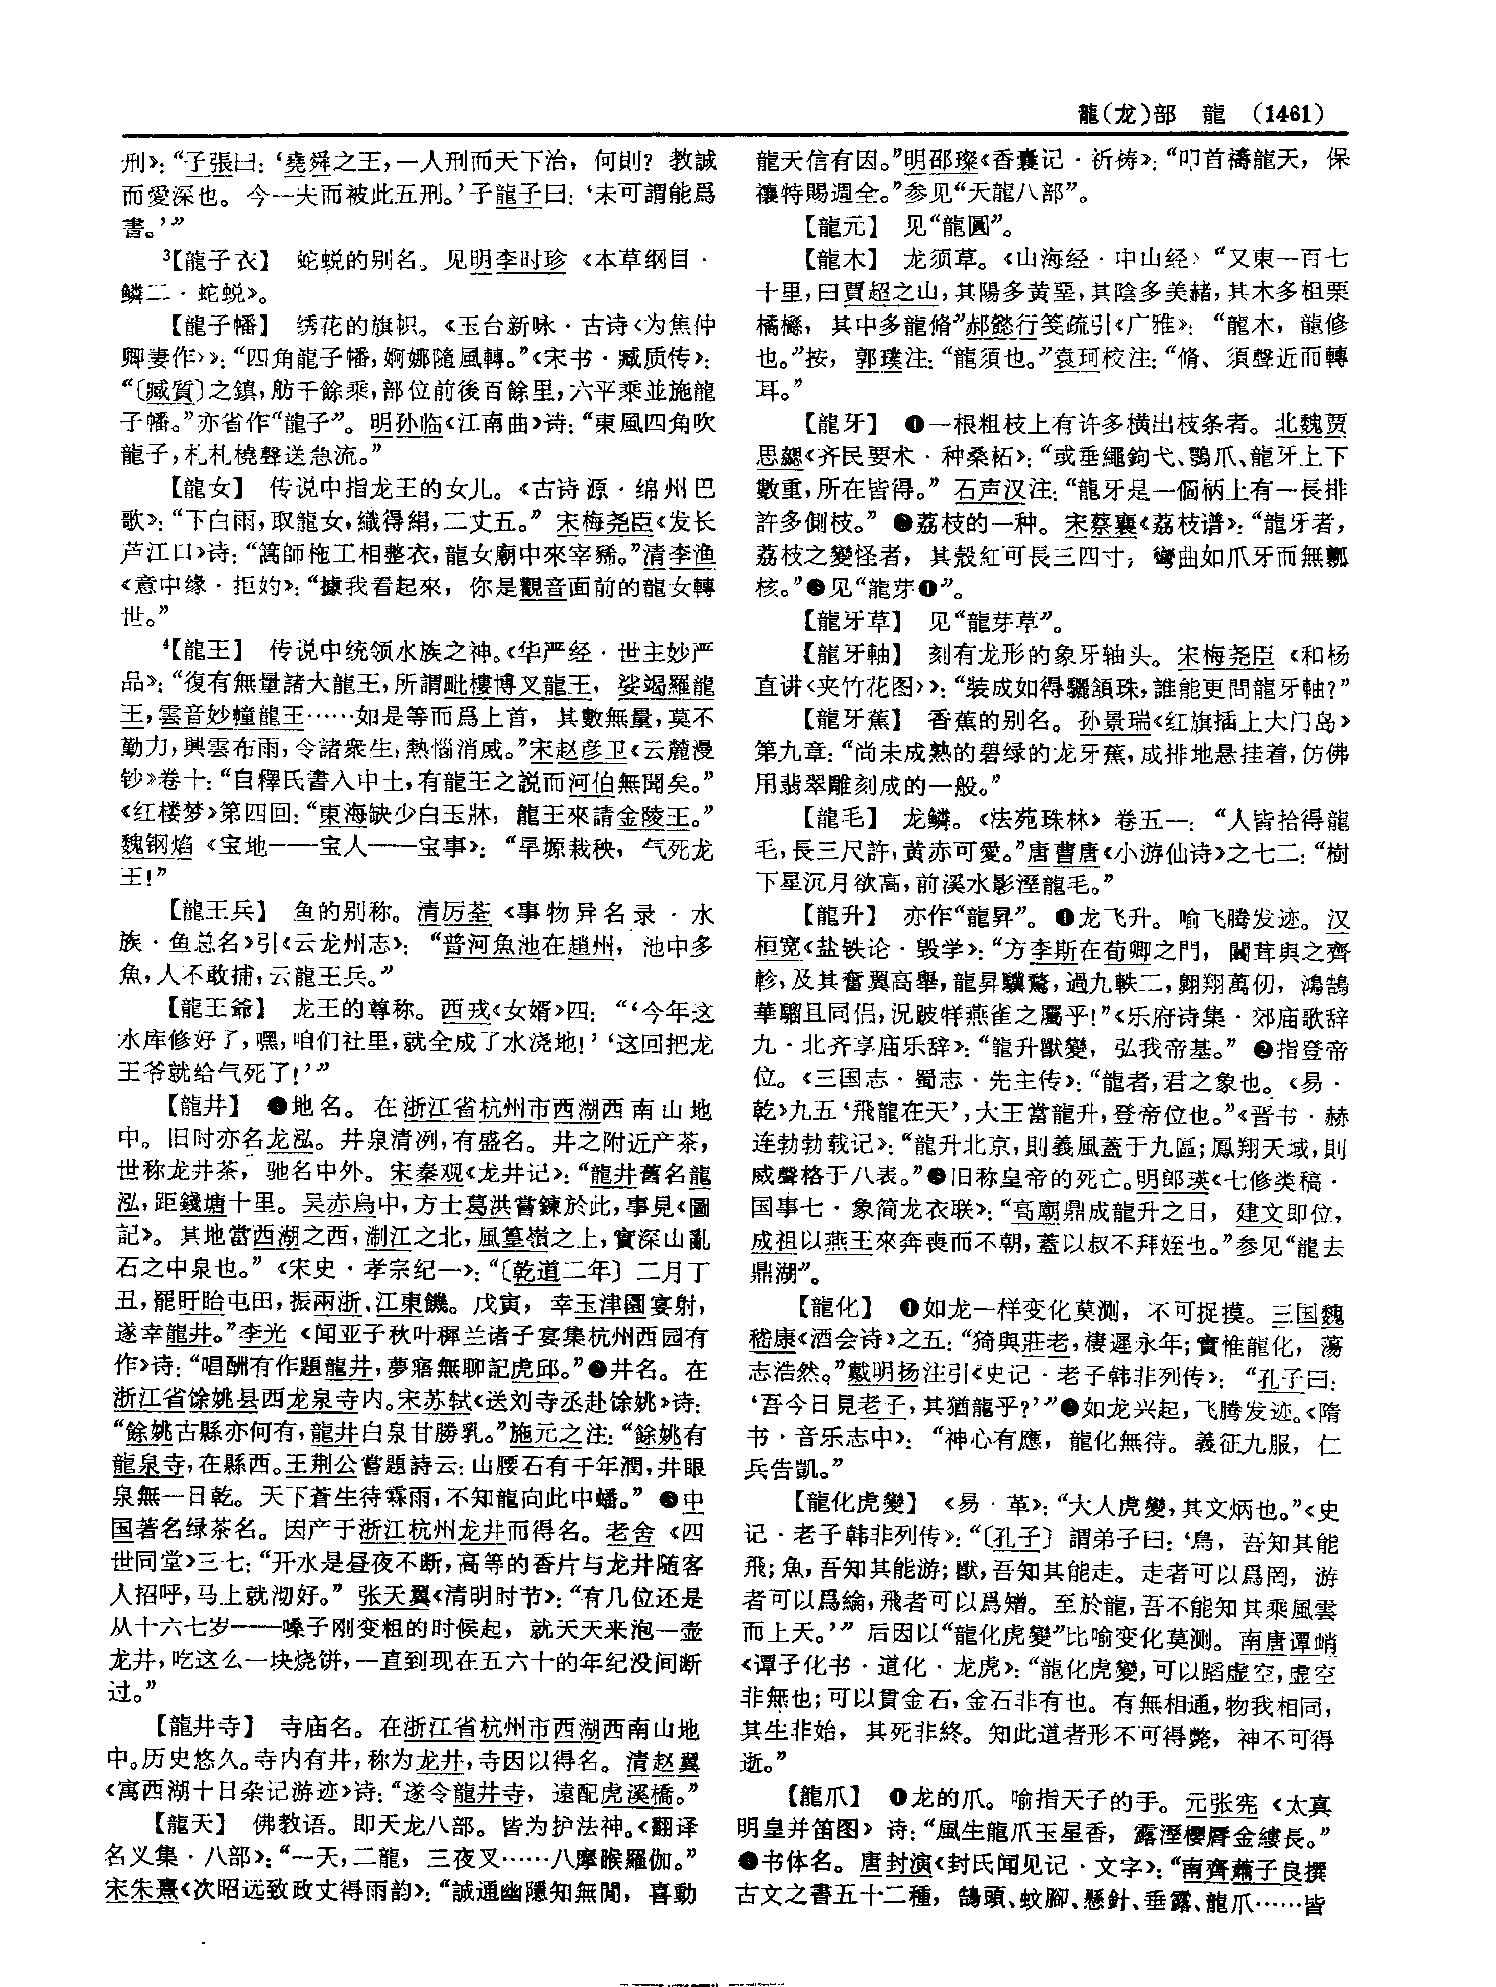 龍(龙)部　龍　(1461)
刑》：“子張曰：‘堯舜之王，一人刑而天下治，何則？教誠
而愛深也。今一夫而被此五刑。’子龍子曰：‘未可謂能爲
書。’”
³【龍子衣】　蛇蜕的别名。见明李时珍《本草纲目·
鳞二·蛇蜕》。
【龍子幡】　绣花的旗帜。《玉台新咏·古诗〈为焦仲
卿妻作〉》：“四角龍子幡，婀娜隨風轉。”《宋书·臧质传》：
“〔臧質〕之鎮，舫千餘乘，部位前後百餘里，六平乘並施龍
子幡。”亦省作“龍子”。明孙临《江南曲》诗：“東風四角吹
龍子，札札橈聲送急流。”
【龍女】　传说中指龙王的女儿。《古诗源·绵州巴
歌》：“下白雨，取龍女，織得絹，二丈五。”宋梅尧臣《发长
芦江口》诗：“篙師柂工相整衣，龍女廟中來宰豨。”清李渔
《意中缘·拒妁》：“據我看起來，你是觀音面前的龍女轉
世。”
⁴【龍王】　传说中统领水族之神。《华严经·世主妙严
品》：“復有無量諸大龍王，所謂毗樓博叉龍王，娑竭羅龍
王，雲音妙幢龍王……如是等而爲上首，其數無量，莫不
勤力，興雲布雨，令諸衆生，熱惱消滅。”宋赵彦卫《云麓漫
钞》卷十：“自釋氏書入中土，有龍王之説而河伯無聞矣。”
《红楼梦》第四回：“東海缺少白玉牀，龍王來請金陵王。”
魏钢焰《宝地——宝人——宝事》：“旱塬栽秧，气死龙
王！”
【龍王兵】　鱼的别称。清厉荃《事物异名录·水
族·鱼总名》引《云龙州志》：“普河魚池在趙州，池中多
魚，人不敢捕，云龍王兵。”
【龍王爺】　龙王的尊称。西戎《女婿》四：“‘今年这
水库修好了，嘿，咱们社里，就全成了水浇地！’‘这回把龙
王爷就给气死了！’”
【龍井】　❶地名。在浙江省杭州市西湖西南山地
中。旧时亦名龙泓。井泉清冽，有盛名。井之附近产茶，
世称龙井茶，驰名中外。宋秦观《龙井记》：“龍井舊名龍
泓，距錢塘十里。吴赤烏中，方士葛洪嘗鍊於此，事見《圖
記》。其地當西湖之西，淛江之北，風篁嶺之上，實深山亂
石之中泉也。”《宋史·孝宗纪一》：“〔乾道二年〕二月丁
丑，罷盱眙屯田，振兩浙、江東饑。戊寅，幸玉津園宴射，
遂幸龍井。”李光《闻亚子秋叶樨兰诸子宴集杭州西园有
作》诗：“唱酬有作題龍井，夢寤無聊記虎邱。”❷井名。在
浙江省馀姚县西龙泉寺内。宋苏轼《送刘寺丞赴馀姚》诗：
“餘姚古縣亦何有，龍井白泉甘勝乳。”施元之注：“餘姚有
龍泉寺，在縣西。王荆公嘗題詩云：山腰石有千年潤，井眼
泉無一日乾。天下蒼生待霖雨，不知龍向此中蟠。”❸中
国著名绿茶名。因产于浙江杭州龙井而得名。老舍《四
世同堂》三七：“开水是昼夜不断，高等的香片与龙井随客
人招呼，马上就沏好。”张天翼《清明时节》：“有几位还是
从十六七岁——嗓子刚变粗的时候起，就天天来泡一壶
龙井，吃这么一块烧饼，一直到现在五六十的年纪没间断
过。”
【龍井寺】　寺庙名。在浙江省杭州市西湖西南山地
中。历史悠久。寺内有井，称为龙井，寺因以得名。清赵翼
《寓西湖十日杂记游迹》诗：“遂令龍井寺，遠配虎溪橋。”
【龍天】　佛教语。即天龙八部。皆为护法神。《翻译
名义集·八部》：“一天，二龍，三夜叉……八摩睺羅伽。”
宋朱熹《次昭远致政丈得雨韵》：“誠通幽隱知無閒，喜動
龍天信有因。”明邵璨《香囊记·祈祷》：“叩首禱龍天，保
禳特賜週全。”参见“天龍八部”。
【龍元】　见“龍圓”。
【龍木】　龙须草。《山海经·中山经》“又東一百七
十里，曰賈超之山，其陽多黄堊，其陰多美赭，其木多柤栗
橘櫾，其中多龍脩”郝懿行笺疏引《广雅》：“龍木，龍修
也。”按，郭璞注：“龍須也。”袁珂校注：“脩、須聲近而轉
耳。”
【龍牙】　❶一根粗枝上有许多横出枝条者。北魏贾
思勰《齐民要术·种桑柘》：“或垂繩鉤弋、鶚爪、龍牙上下
數重，所在皆得。”石声汉注：“龍牙是一個柄上有一長排
許多倒枝。”❷荔枝的一种。宋蔡襄《荔枝谱》：“龍牙者，
荔枝之變怪者，其殼紅可長三四寸；彎曲如爪牙而無瓤
核。”❸见“龍芽❶”。
【龍牙草】　见“龍芽草”。
【龍牙軸】　刻有龙形的象牙轴头。宋梅尧臣《和杨
直讲〈夹竹花图〉》：“裝成如得驪頷珠，誰能更問龍牙軸？”
【龍牙蕉】　香蕉的别名。孙景瑞《红旗插上大门岛》
第九章：“尚未成熟的碧绿的龙牙蕉，成排地悬挂着，仿佛
用翡翠雕刻成的一般。”
【龍毛】　龙鳞。《法苑珠林》卷五一：“人皆拾得龍
毛，長三尺許，黄赤可愛。”唐曹唐《小游仙诗》之七二：“樹
下星沉月欲高，前溪水影溼龍毛。”
【龍升】　亦作“龍昇”。❶龙飞升。喻飞腾发迹。汉
桓宽《盐铁论·毁学》：“方李斯在荀卿之門，闒茸與之齊
軫，及其奮翼高舉，龍昇驥騖，過九軼二，翺翔萬仞，鴻鵠
華騮且同侣，況跛牂燕雀之屬乎！”《乐府诗集·郊庙歌辞
九·北齐享庙乐辞》：“龍升獸變，弘我帝基。”❷指登帝
位。《三国志·蜀志·先主传》：“龍者，君之象也。《易·
乾》九五‘飛龍在天’，大王當龍升，登帝位也。”《晋书·赫
连勃勃载记》：“龍升北京，則義風蓋于九區；鳳翔天域，則
威聲格于八表。”❸旧称皇帝的死亡。明郎瑛《七修类稿·
国事七·象简龙衣联》：“高廟鼎成龍升之日，建文即位，
成祖以燕王來奔喪而不朝，蓋以叔不拜姪也。”参见“龍去
鼎湖”。
【龍化】　❶如龙一样变化莫测，不可捉摸。三国魏
嵇康《酒会诗》之五：“猗與莊老，棲遲永年；實惟龍化，蕩
志浩然。”戴明扬注引《史记·老子韩非列传》：“孔子曰：
‘吾今日見老子，其猶龍乎？’”❷如龙兴起，飞腾发迹。《隋
书·音乐志中》：“神心有應，龍化無待。義征九服，仁
兵告凱。”
【龍化虎變】　《易·革》：“大人虎變，其文炳也。”《史
记·老子韩非列传》：“〔孔子〕謂弟子曰：‘鳥，吾知其能
飛；魚，吾知其能游；獸，吾知其能走。走者可以爲罔，游
者可以爲綸，飛者可以爲矰。至於龍，吾不能知其乘風雲
而上天。’”后因以“龍化虎變”比喻变化莫测。南唐谭峭
《谭子化书·道化·龙虎》：“龍化虎變，可以蹈虚空，虚空
非無也；可以貫金石，金石非有也。有無相通，物我相同，
其生非始，其死非終。知此道者形不可得斃，神不可得
逝。”
【龍爪】　❶龙的爪。喻指天子的手。元张宪《太真
明皇并笛图》诗：“風生龍爪玉星香，露溼櫻脣金縷長。”
❷书体名。唐封演《封氏闻见记·文字》：“南齊蕭子良撰
古文之書五十二種，鵠頭、蚊脚、懸針、垂露、龍爪……皆